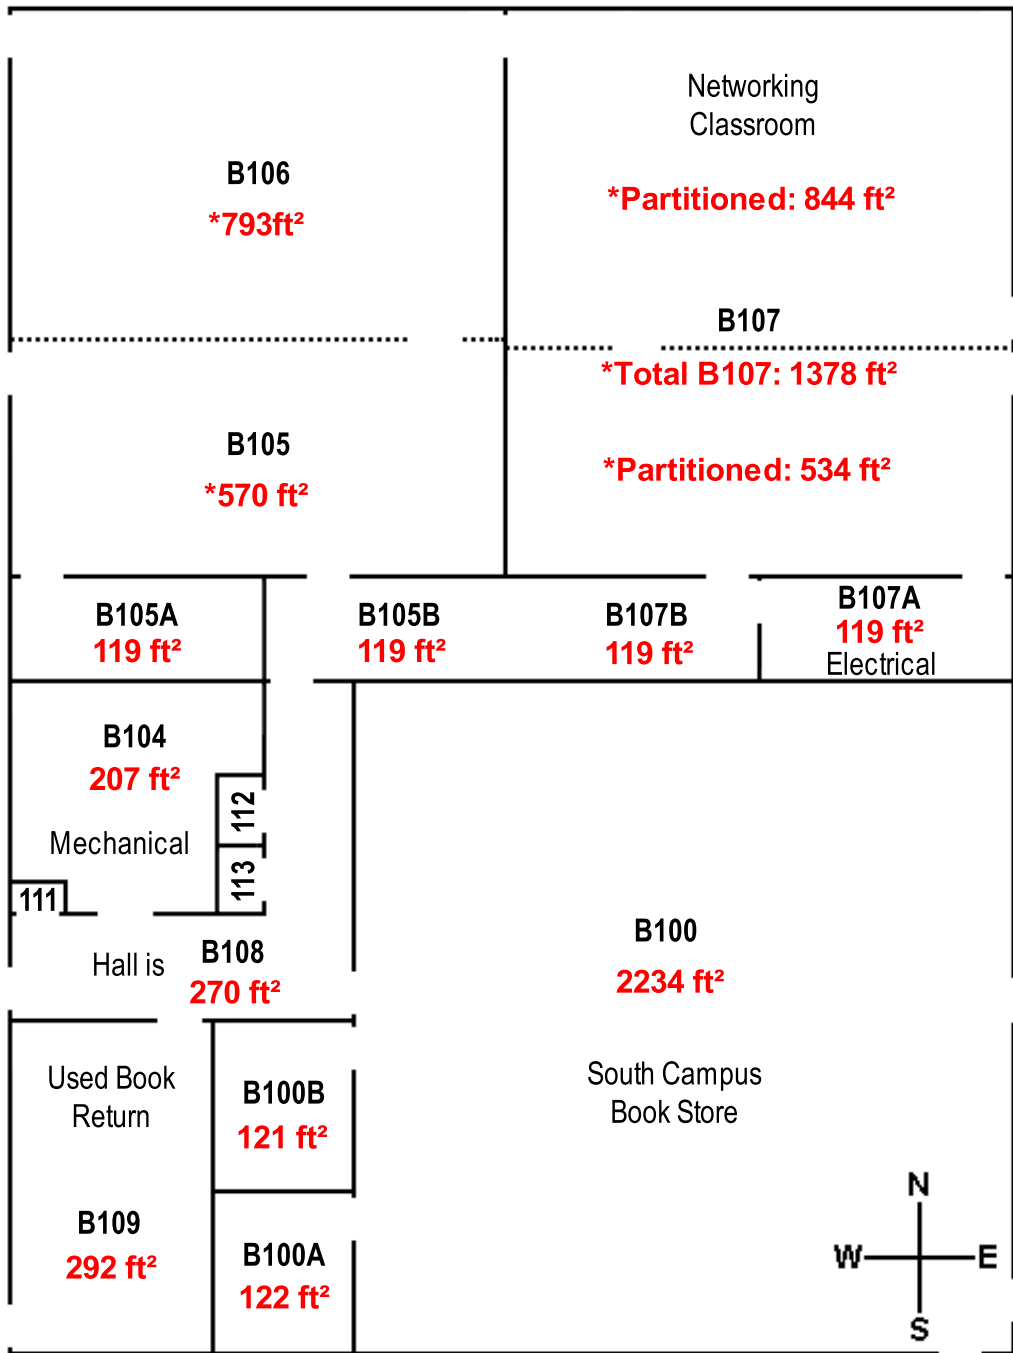 Networking
Classroom
B106
*793ft²
*Partitioned: 844 ft²
B107
*Total B107: 1378 ft²
B105
*570 ft²
*Partitioned: 534 ft²
B105A
119 ft²
B105B
119 ft²
B107B
119 ft²
B107A
119 ft²
Electrical
B104
207 ft²
Mechanical
112
113
111
B108
Hall is
270 ft²
B100
2234 ft²
South Campus
Book Store
Used Book
Return
B100B
121 ft²
B109
292 ft²
B100A
122 ft²
N
W
E
S